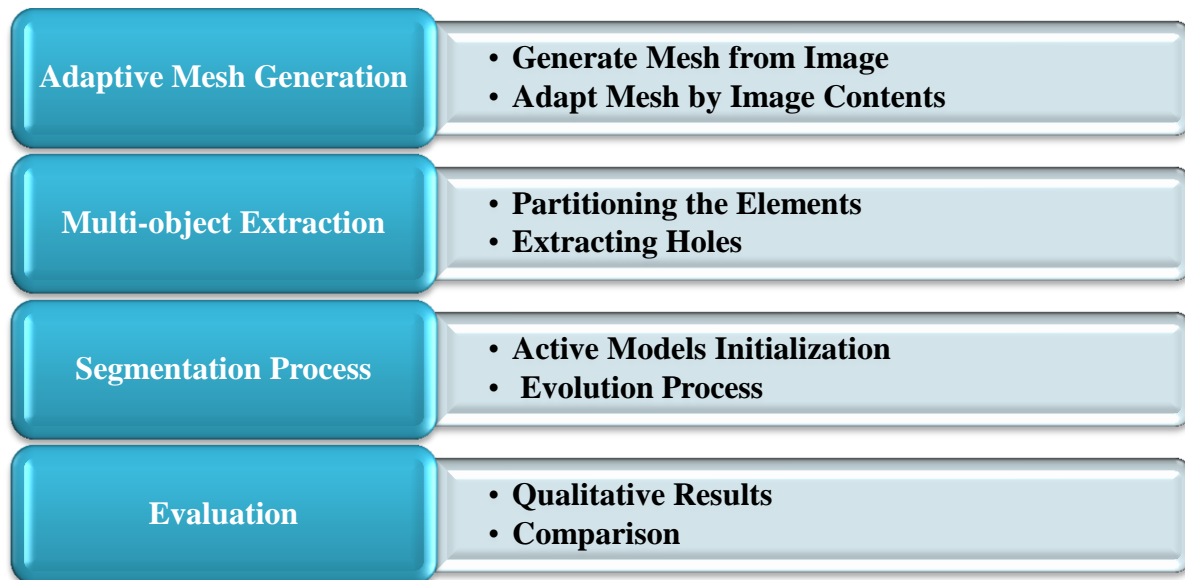 Adaptive Mesh Generation
• Generate Mesh from Image
• Adapt Mesh by Image Contents
Multi-object Extraction
• Partitioning the Elements
• Extracting Holes
Segmentation Process
• Active Models Initialization
• Evolution Process
Evaluation
• Qualitative Results
• Comparison